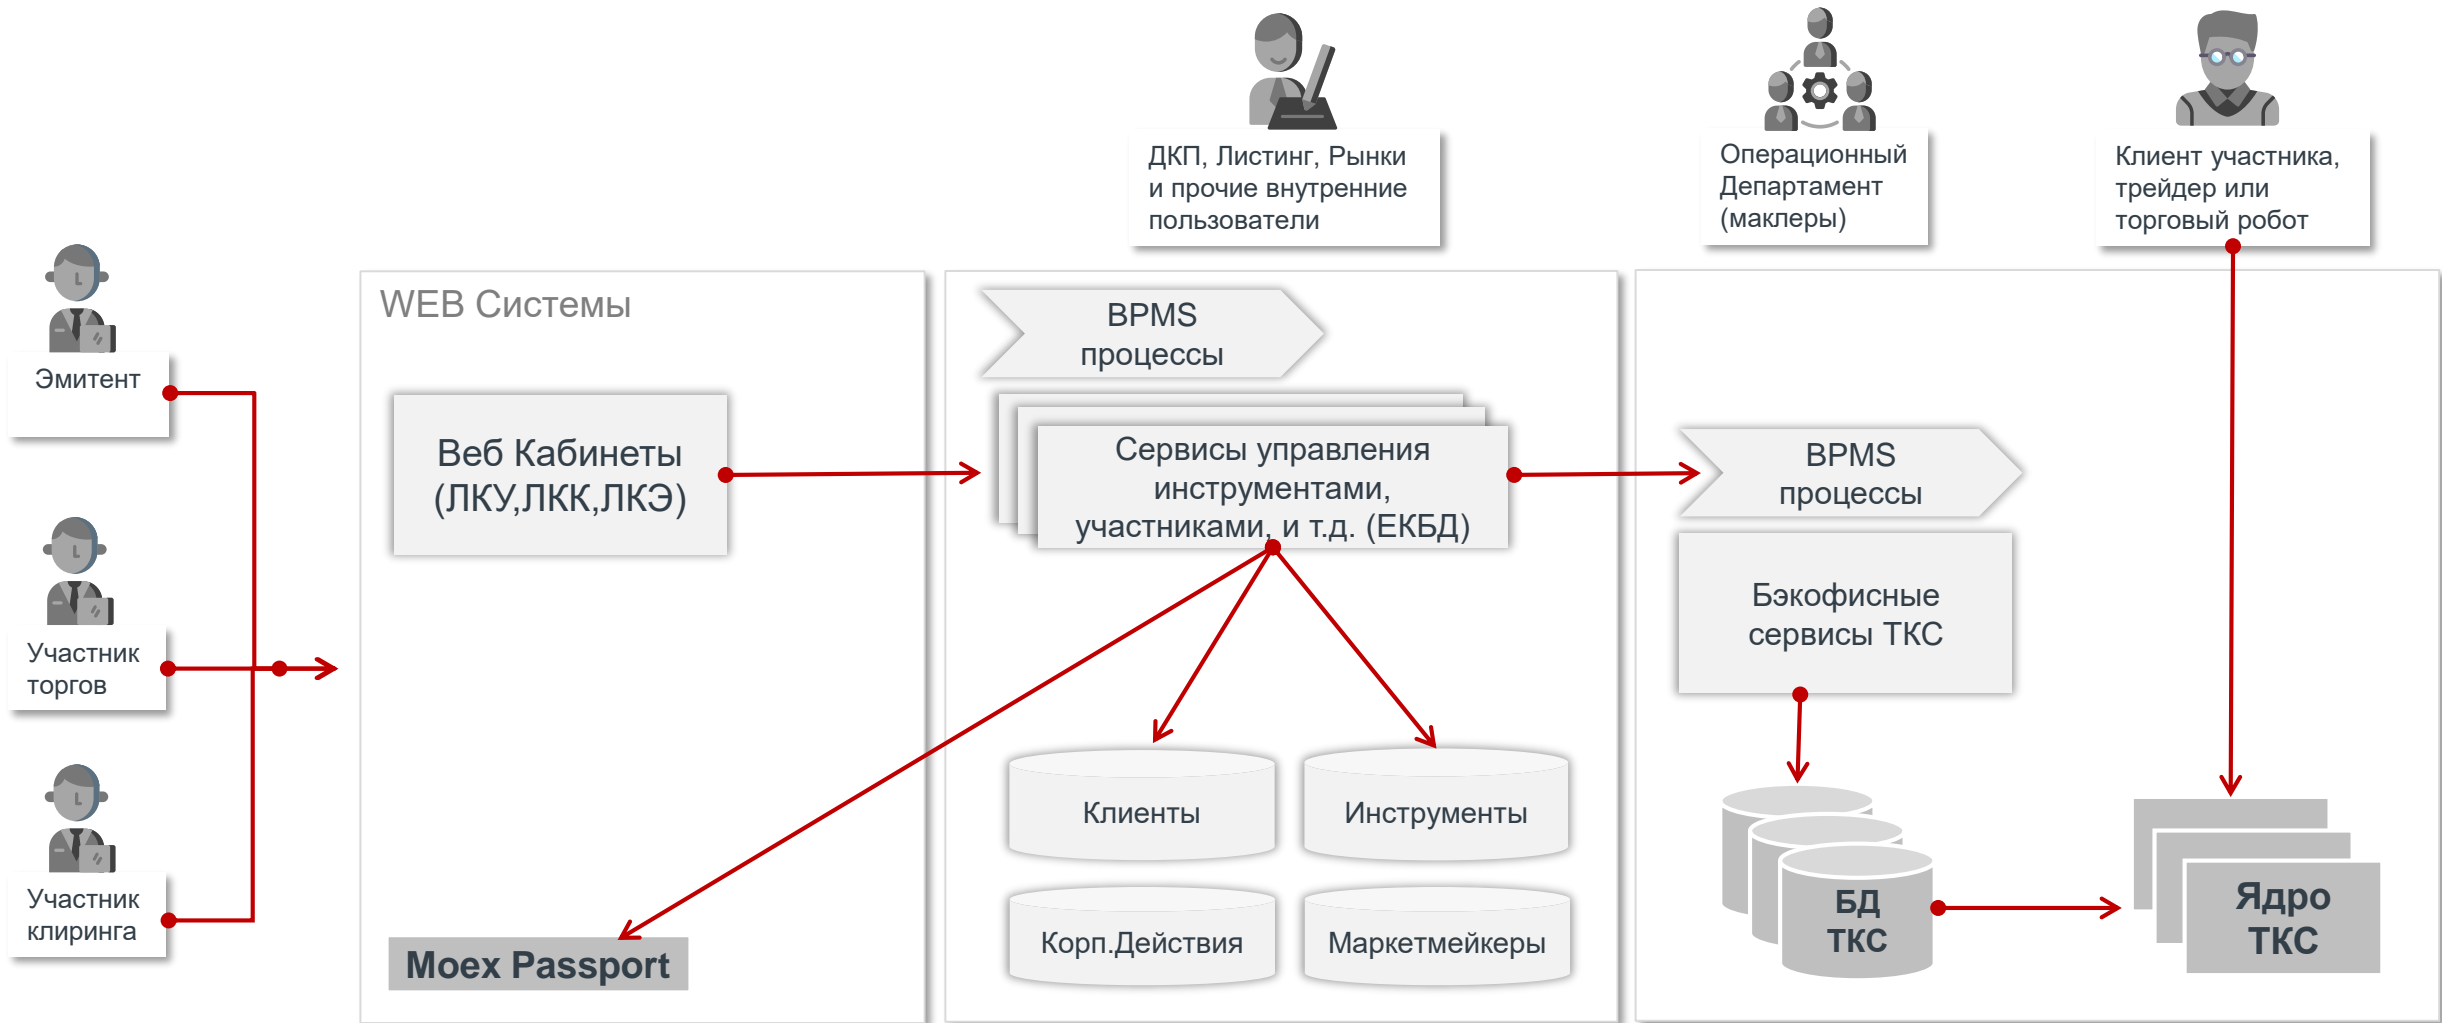 ДКП, Листинг, Рынки
и прочие внутренние
пользователи
Операционный
Департамент
(маклеры)
Клиент участника,
трейдер или
торговый робот
Эмитент
Участник
торгов
Участник
клиринга
WEB Системы
Веб Кабинеты
(ЛКУ,ЛКК,ЛКЭ)
Moex Passport
BPMS
процессы
Сервисы управления
инструментами,
участниками, и т.д. (ЕКБД)
Клиенты
Инструменты
Корп.Действия
Маркетмейкеры
BPMS
процессы
Бэкофисные
сервисы ТКС
БД
ТКС
Ядро
ТКС